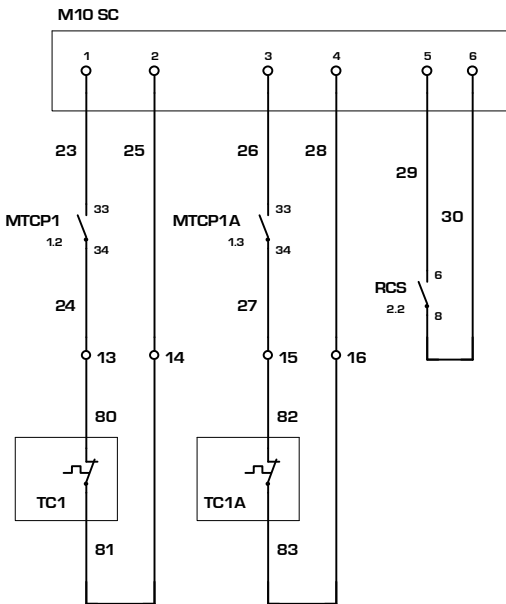 M10 SC
1 2 3 4 5 6
23 25 26 28
29
30
33 33
MTCP1 MTCP1A
1.2 1.3
34 34
6
RCS
2.2
8
24 27
13 14 15 16
80 82
TC1 TC1A
81 83